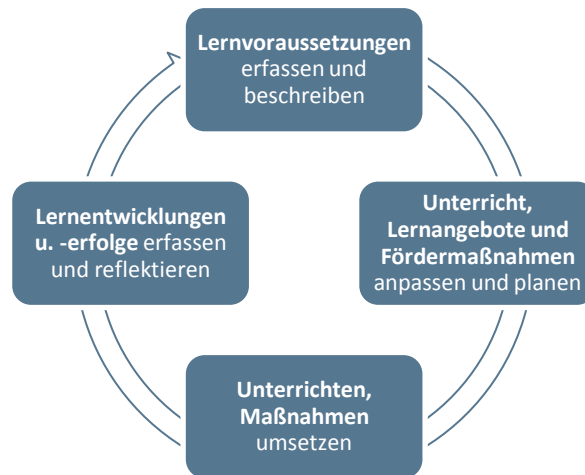 Lernvoraussetzungen
erfassen und
beschreiben
Unterricht,
Lernangebote und
Fördermaßnahmen
anpassen und planen
Unterrichten,
Maßnahmen
umsetzen
Lernentwicklungen
u. -erfolge erfassen
und reflektieren